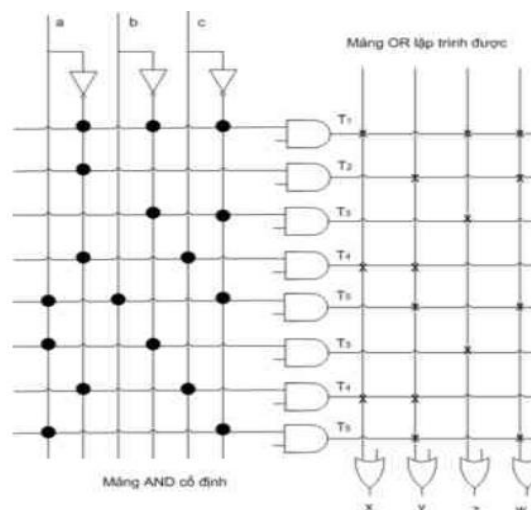 a b c
Mảng OR lập trình được
T1
T2
T3
T4
T5
T3
T4
T5
Mảng AND cố định
x y z